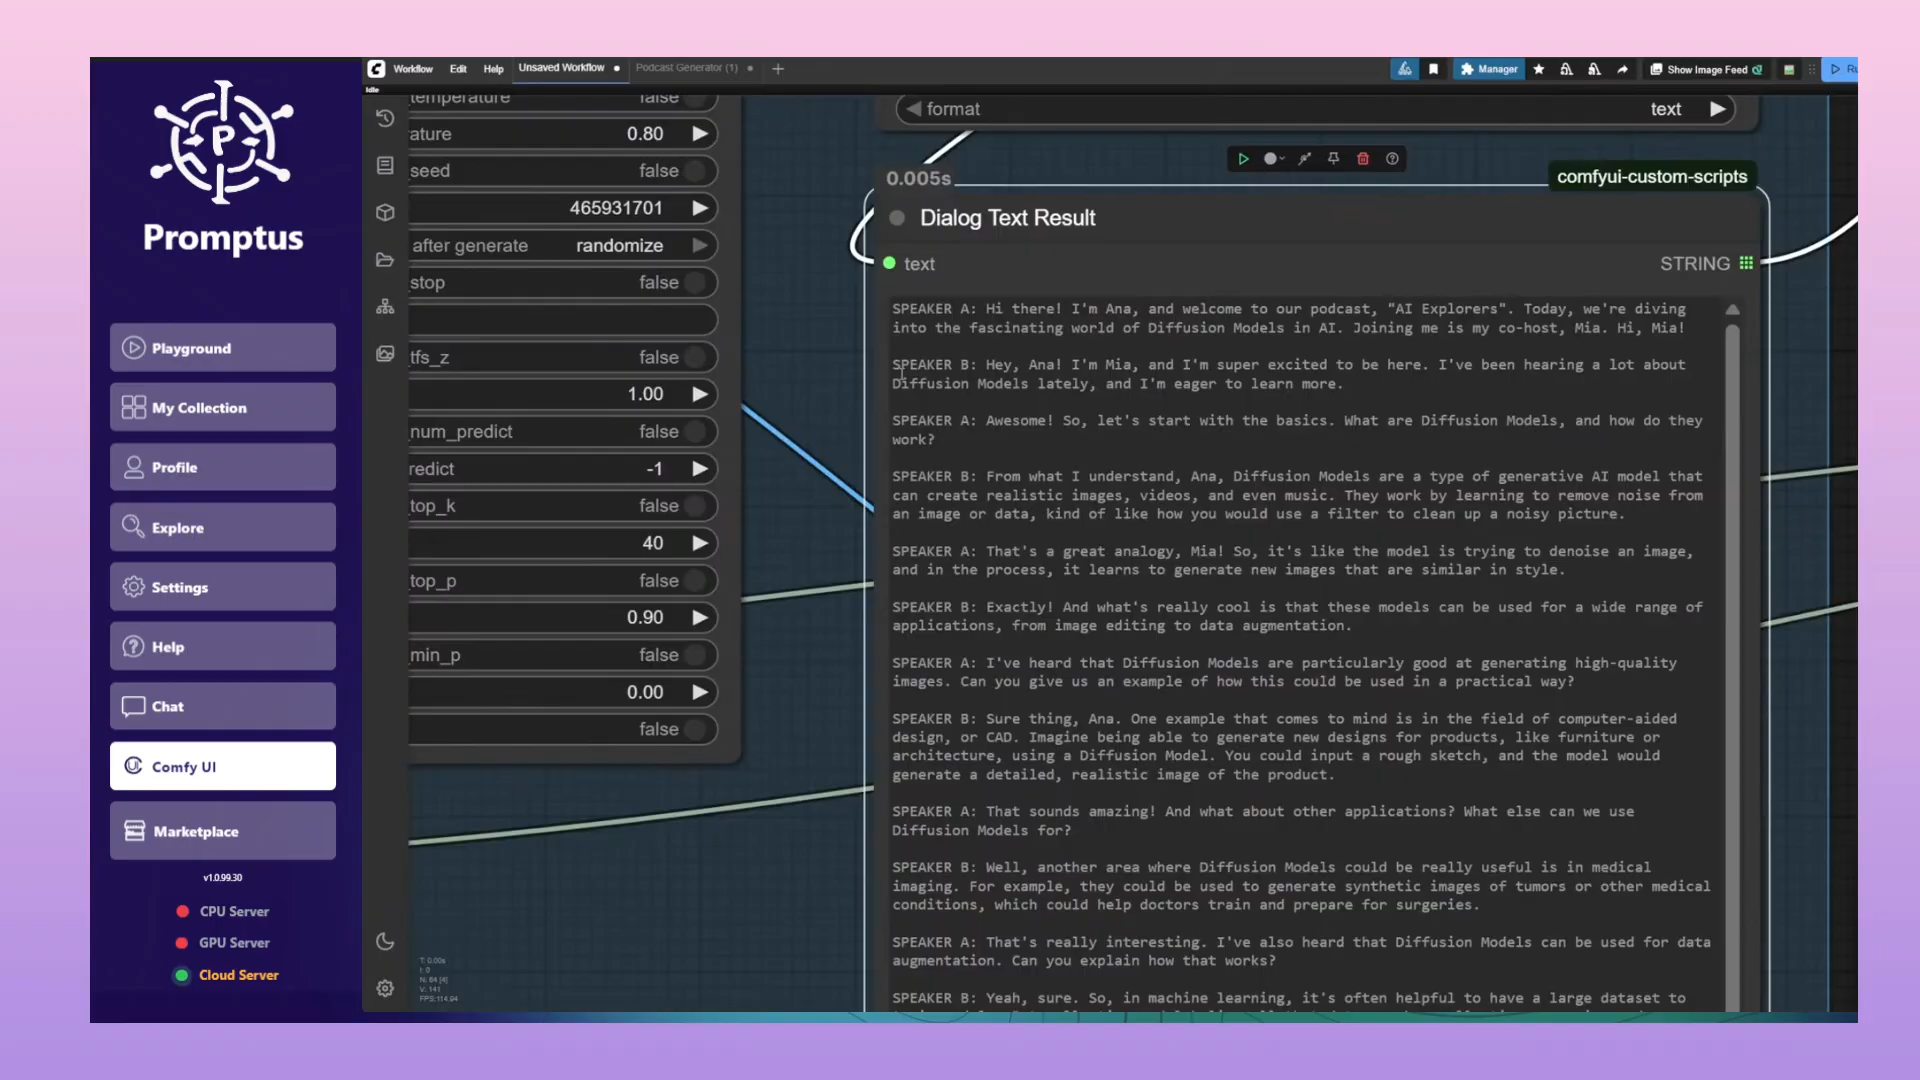 Promptus
Playground
My Collection
Profile
Explore
Settings
Help
Chat
Comfy UI
Marketplace
v1.0.99.30
CPU Server
GPU Server
Cloud Server
Workflow Edit Help Unsaved Workflow Podcast Generator (1) Manager Show Image Feed
Idle
temperature false
ature 0.80
seed false
465931701
after generate randomize
stop false
tfs_z false
1.00
num_predict false
redict -1
top_k false
40
top_p false
0.90
min_p false
0.00
false
T: 0.00s
I: 0
N: 64 [4]
V: 141
FPS:114.94
format text
0.005s
comfyui-custom-scripts
Dialog Text Result
text STRING
SPEAKER A: Hi there! I'm Ana, and welcome to our podcast, "AI Explorers". Today, we're diving
into the fascinating world of Diffusion Models in AI. Joining me is my co-host, Mia. Hi, Mia!
SPEAKER B: Hey, Ana! I'm Mia, and I'm super excited to be here. I've been hearing a lot about
Diffusion Models lately, and I'm eager to learn more.
SPEAKER A: Awesome! So, let's start with the basics. What are Diffusion Models, and how do they
work?
SPEAKER B: From what I understand, Ana, Diffusion Models are a type of generative AI model that
can create realistic images, videos, and even music. They work by learning to remove noise from
an image or data, kind of like how you would use a filter to clean up a noisy picture.
SPEAKER A: That's a great analogy, Mia! So, it's like the model is trying to denoise an image,
and in the process, it learns to generate new images that are similar in style.
SPEAKER B: Exactly! And what's really cool is that these models can be used for a wide range of
applications, from image editing to data augmentation.
SPEAKER A: I've heard that Diffusion Models are particularly good at generating high-quality
images. Can you give us an example of how this could be used in a practical way?
SPEAKER B: Sure thing, Ana. One example that comes to mind is in the field of computer-aided
design, or CAD. Imagine being able to generate new designs for products, like furniture or
architecture, using a Diffusion Model. You could input a rough sketch, and the model would
generate a detailed, realistic image of the product.
SPEAKER A: That sounds amazing! And what about other applications? What else can we use
Diffusion Models for?
SPEAKER B: Well, another area where Diffusion Models could be really useful is in medical
imaging. For example, they could be used to generate synthetic images of tumors or other medical
conditions, which could help doctors train and prepare for surgeries.
SPEAKER A: That's really interesting. I've also heard that Diffusion Models can be used for data
augmentation. Can you explain how that works?
SPEAKER B: Yeah, sure. So, in machine learning, it's often helpful to have a large dataset to